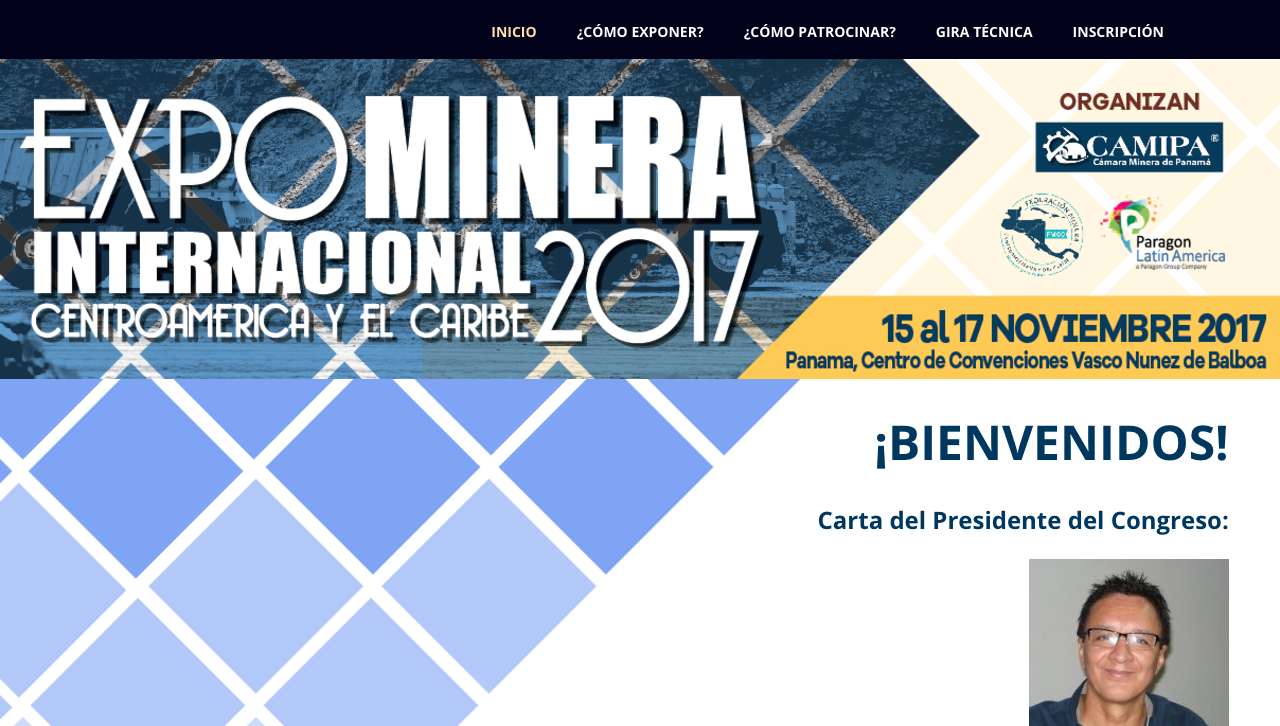 INICIO
¿CÓMO EXPONER?
¿CÓMO PATROCINAR?
GIRA TÉCNICA
INSCRIPCIÓN
EXPO MINERA
INTERNACIONAL 2017
CENTROAMERICA Y EL CARIBE
ORGANIZAN
CAMIPA®
Cámara Minera de Panamá
FEDERACIÓN MINERA
Paragon
Latin America
a Paragon Group Company
15 al 17 NOVIEMBRE 2017
Panama, Centro de Convenciones Vasco Nunez de Balboa
¡BIENVENIDOS!
Carta del Presidente del Congreso: